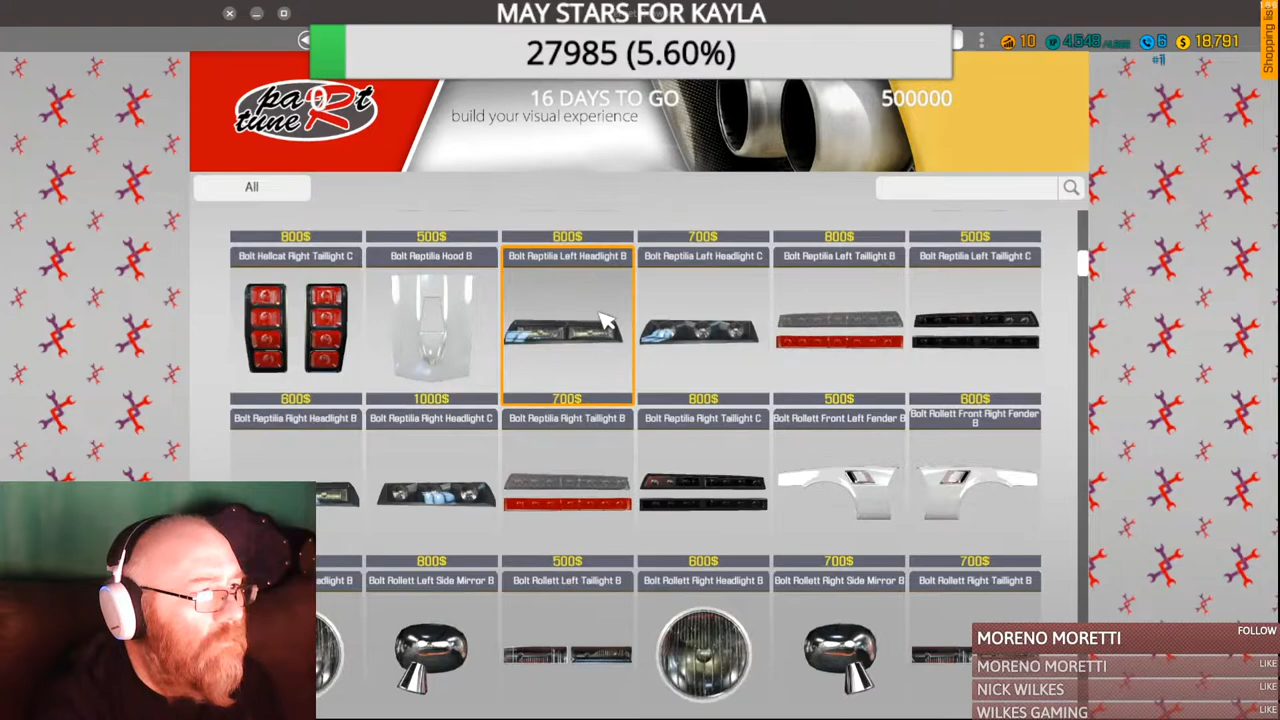 MAY STARS FOR KAYLA
27985 (5.60%)
16 DAYS TO GO
500000
10
6
#1
18,791
Shopping list
paRt
tune
build your visual experience
All
800$ 500$ 600$ 700$ 800$ 500$
Bolt Hellcat Right Taillight C
Bolt Reptilia Hood B
Bolt Reptilia Left Headlight B
Bolt Reptilia Left Headlight C
Bolt Reptilia Left Taillight B
Bolt Reptilia Left Taillight C
600$ 1000$ 700$ 800$ 500$ 600$
Bolt Reptilia Right Headlight B
Bolt Reptilia Right Headlight C
Bolt Reptilia Right Taillight B
Bolt Reptilia Right Taillight C
Bolt Rollett Front Left Fender B
Bolt Rollett Front Right Fender
B
800$ 500$ 600$ 700$ 700$
Bolt Rollett Left Side Mirror B
Bolt Rollett Left Taillight B
Bolt Rollett Right Headlight B
Bolt Rollett Right Side Mirror B
Bolt Rollett Right Taillight B
MORENO MORETTI FOLLOW
MORENO MORETTI LIKE
NICK WILKES LIKE
WILKES GAMING LIKE